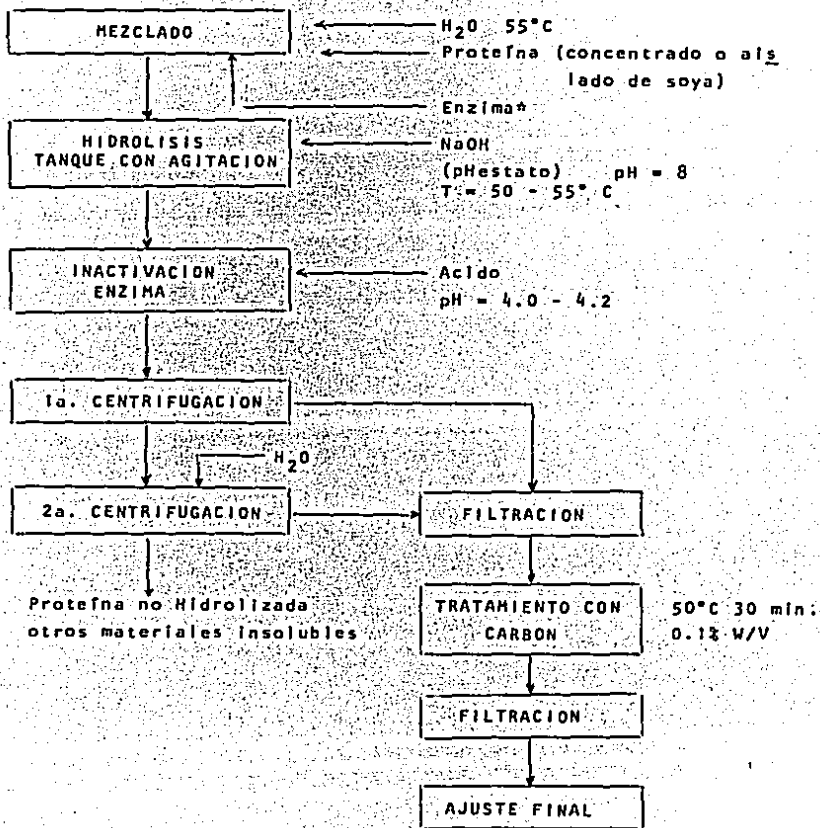 MEZCLADO
H₂O 55°C
Proteína (concentrado o ais
lado de soya)
Enzima*
HIDROLISIS
TANQUE CON AGITACION
NaOH
(pHestato) pH = 8
T = 50 - 55° C
INACTIVACION
ENZIMA
Acido
pH = 4.0 - 4.2
1a. CENTRIFUGACION
H₂O
2a. CENTRIFUGACION
FILTRACION
Proteína no Hidrolizada
otros materiales insolubles
TRATAMIENTO CON
CARBON
50°C 30 min.
0.1% W/V
FILTRACION
AJUSTE FINAL